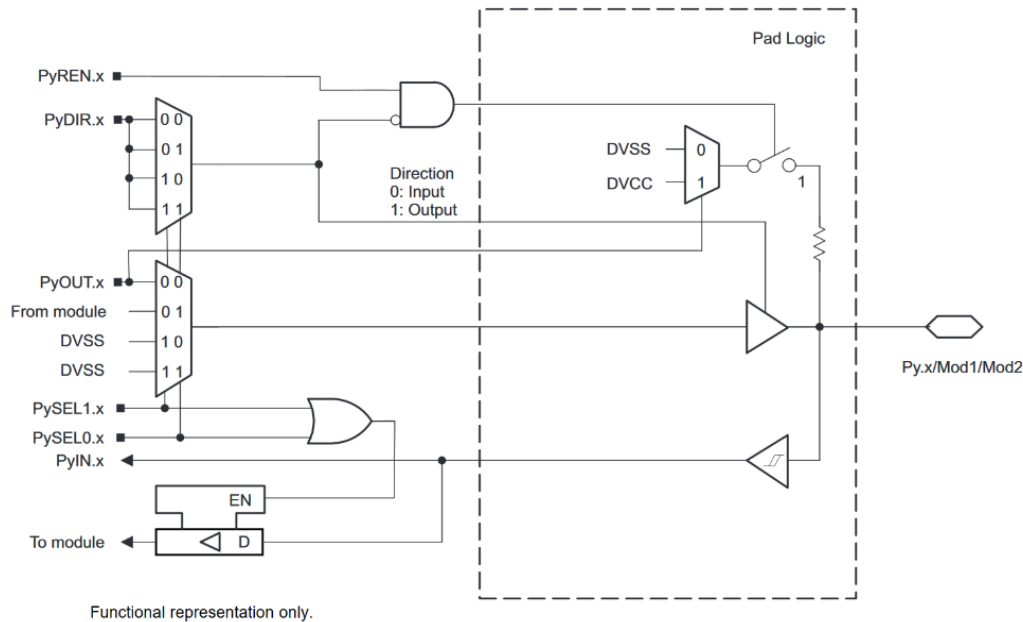 Pad Logic
PyREN.x
PyDIR.x
0 0
0 1
1 0
1 1
Direction
0: Input
1: Output
DVSS
0
DVCC
1
1
PyOUT.x
0 0
From module
0 1
DVSS
1 0
DVSS
1 1
Py.x/Mod1/Mod2
PySEL1.x
PySEL0.x
PyIN.x
EN
To module
D
Functional representation only.